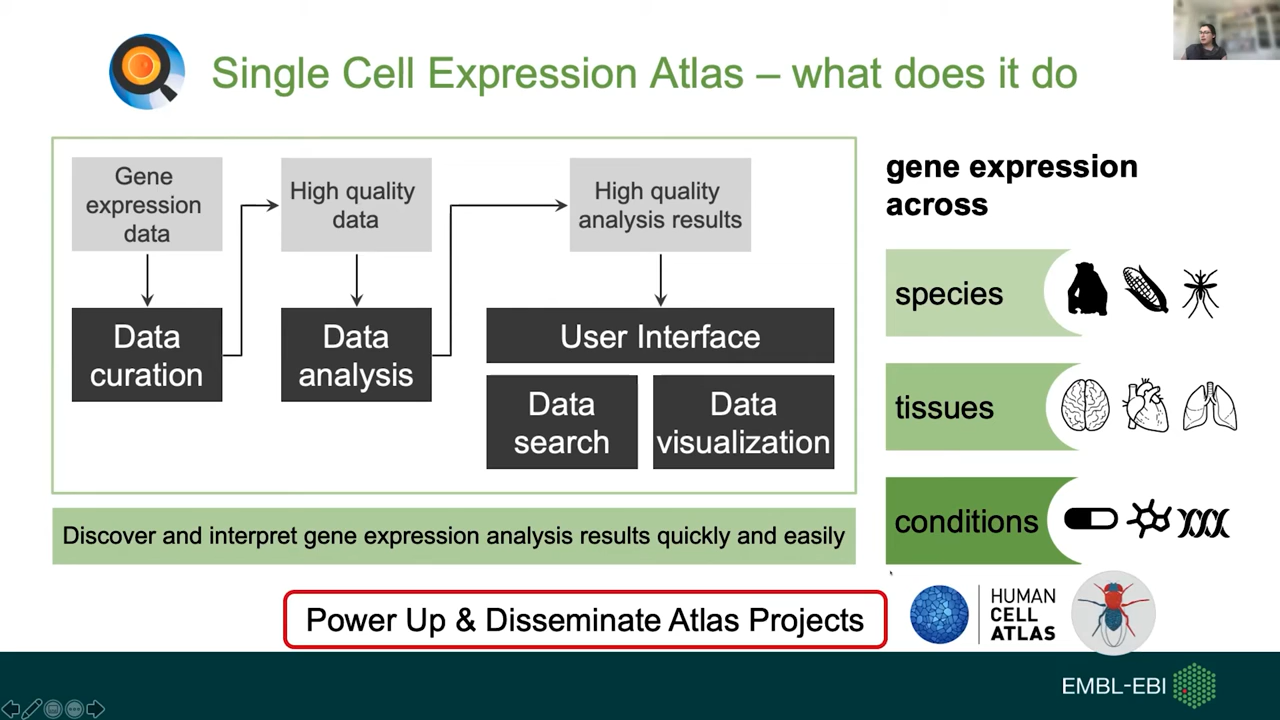 Single Cell Expression Atlas – what does it do
Gene
expression
data
High quality
data
High quality
analysis results
Data
curation
Data
analysis
User Interface
Data
search
Data
visualization
Discover and interpret gene expression analysis results quickly and easily
gene expression
across
species
tissues
conditions
Power Up & Disseminate Atlas Projects
HUMAN
CELL
ATLAS
EMBL-EBI